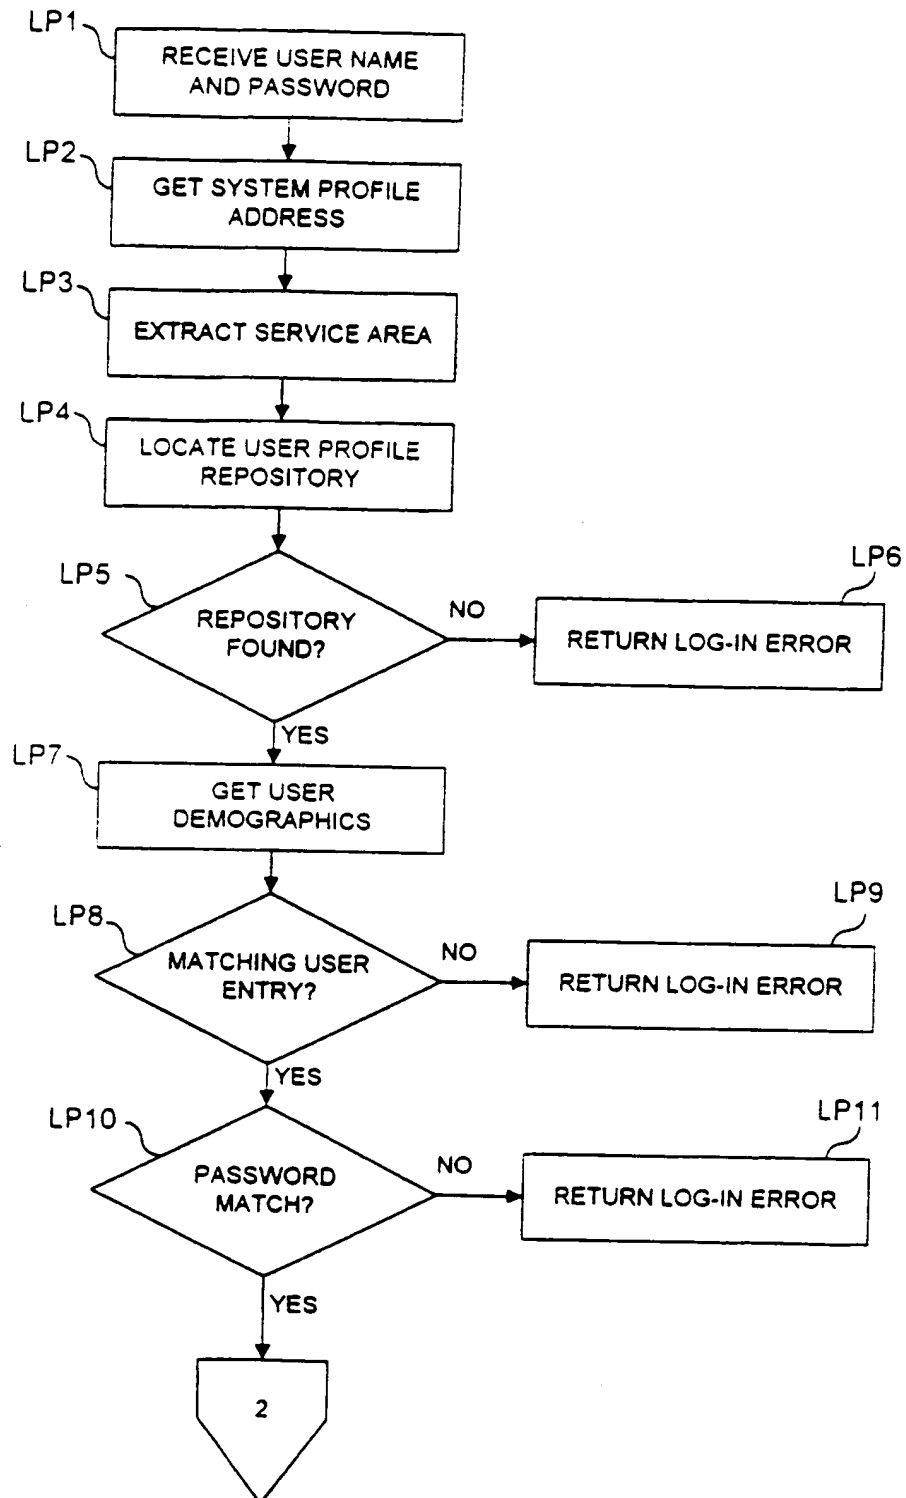 LP1
RECEIVE USER NAME
AND PASSWORD
LP2
GET SYSTEM PROFILE
ADDRESS
LP3
EXTRACT SERVICE AREA
LP4
LOCATE USER PROFILE
REPOSITORY
LP5
REPOSITORY
FOUND?
NO
LP6
RETURN LOG-IN ERROR
YES
LP7
GET USER
DEMOGRAPHICS
LP8
MATCHING USER
ENTRY?
NO
LP9
RETURN LOG-IN ERROR
YES
LP10
PASSWORD
MATCH?
NO
LP11
RETURN LOG-IN ERROR
YES
2